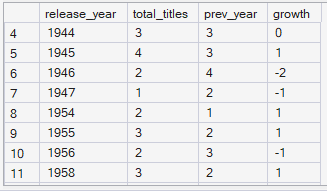 release_year total_titles prev_year growth
4 1944 3 3 0
5 1945 4 3 1
6 1946 2 4 -2
7 1947 1 2 -1
8 1954 2 1 1
9 1955 3 2 1
10 1956 2 3 -1
11 1958 3 2 1